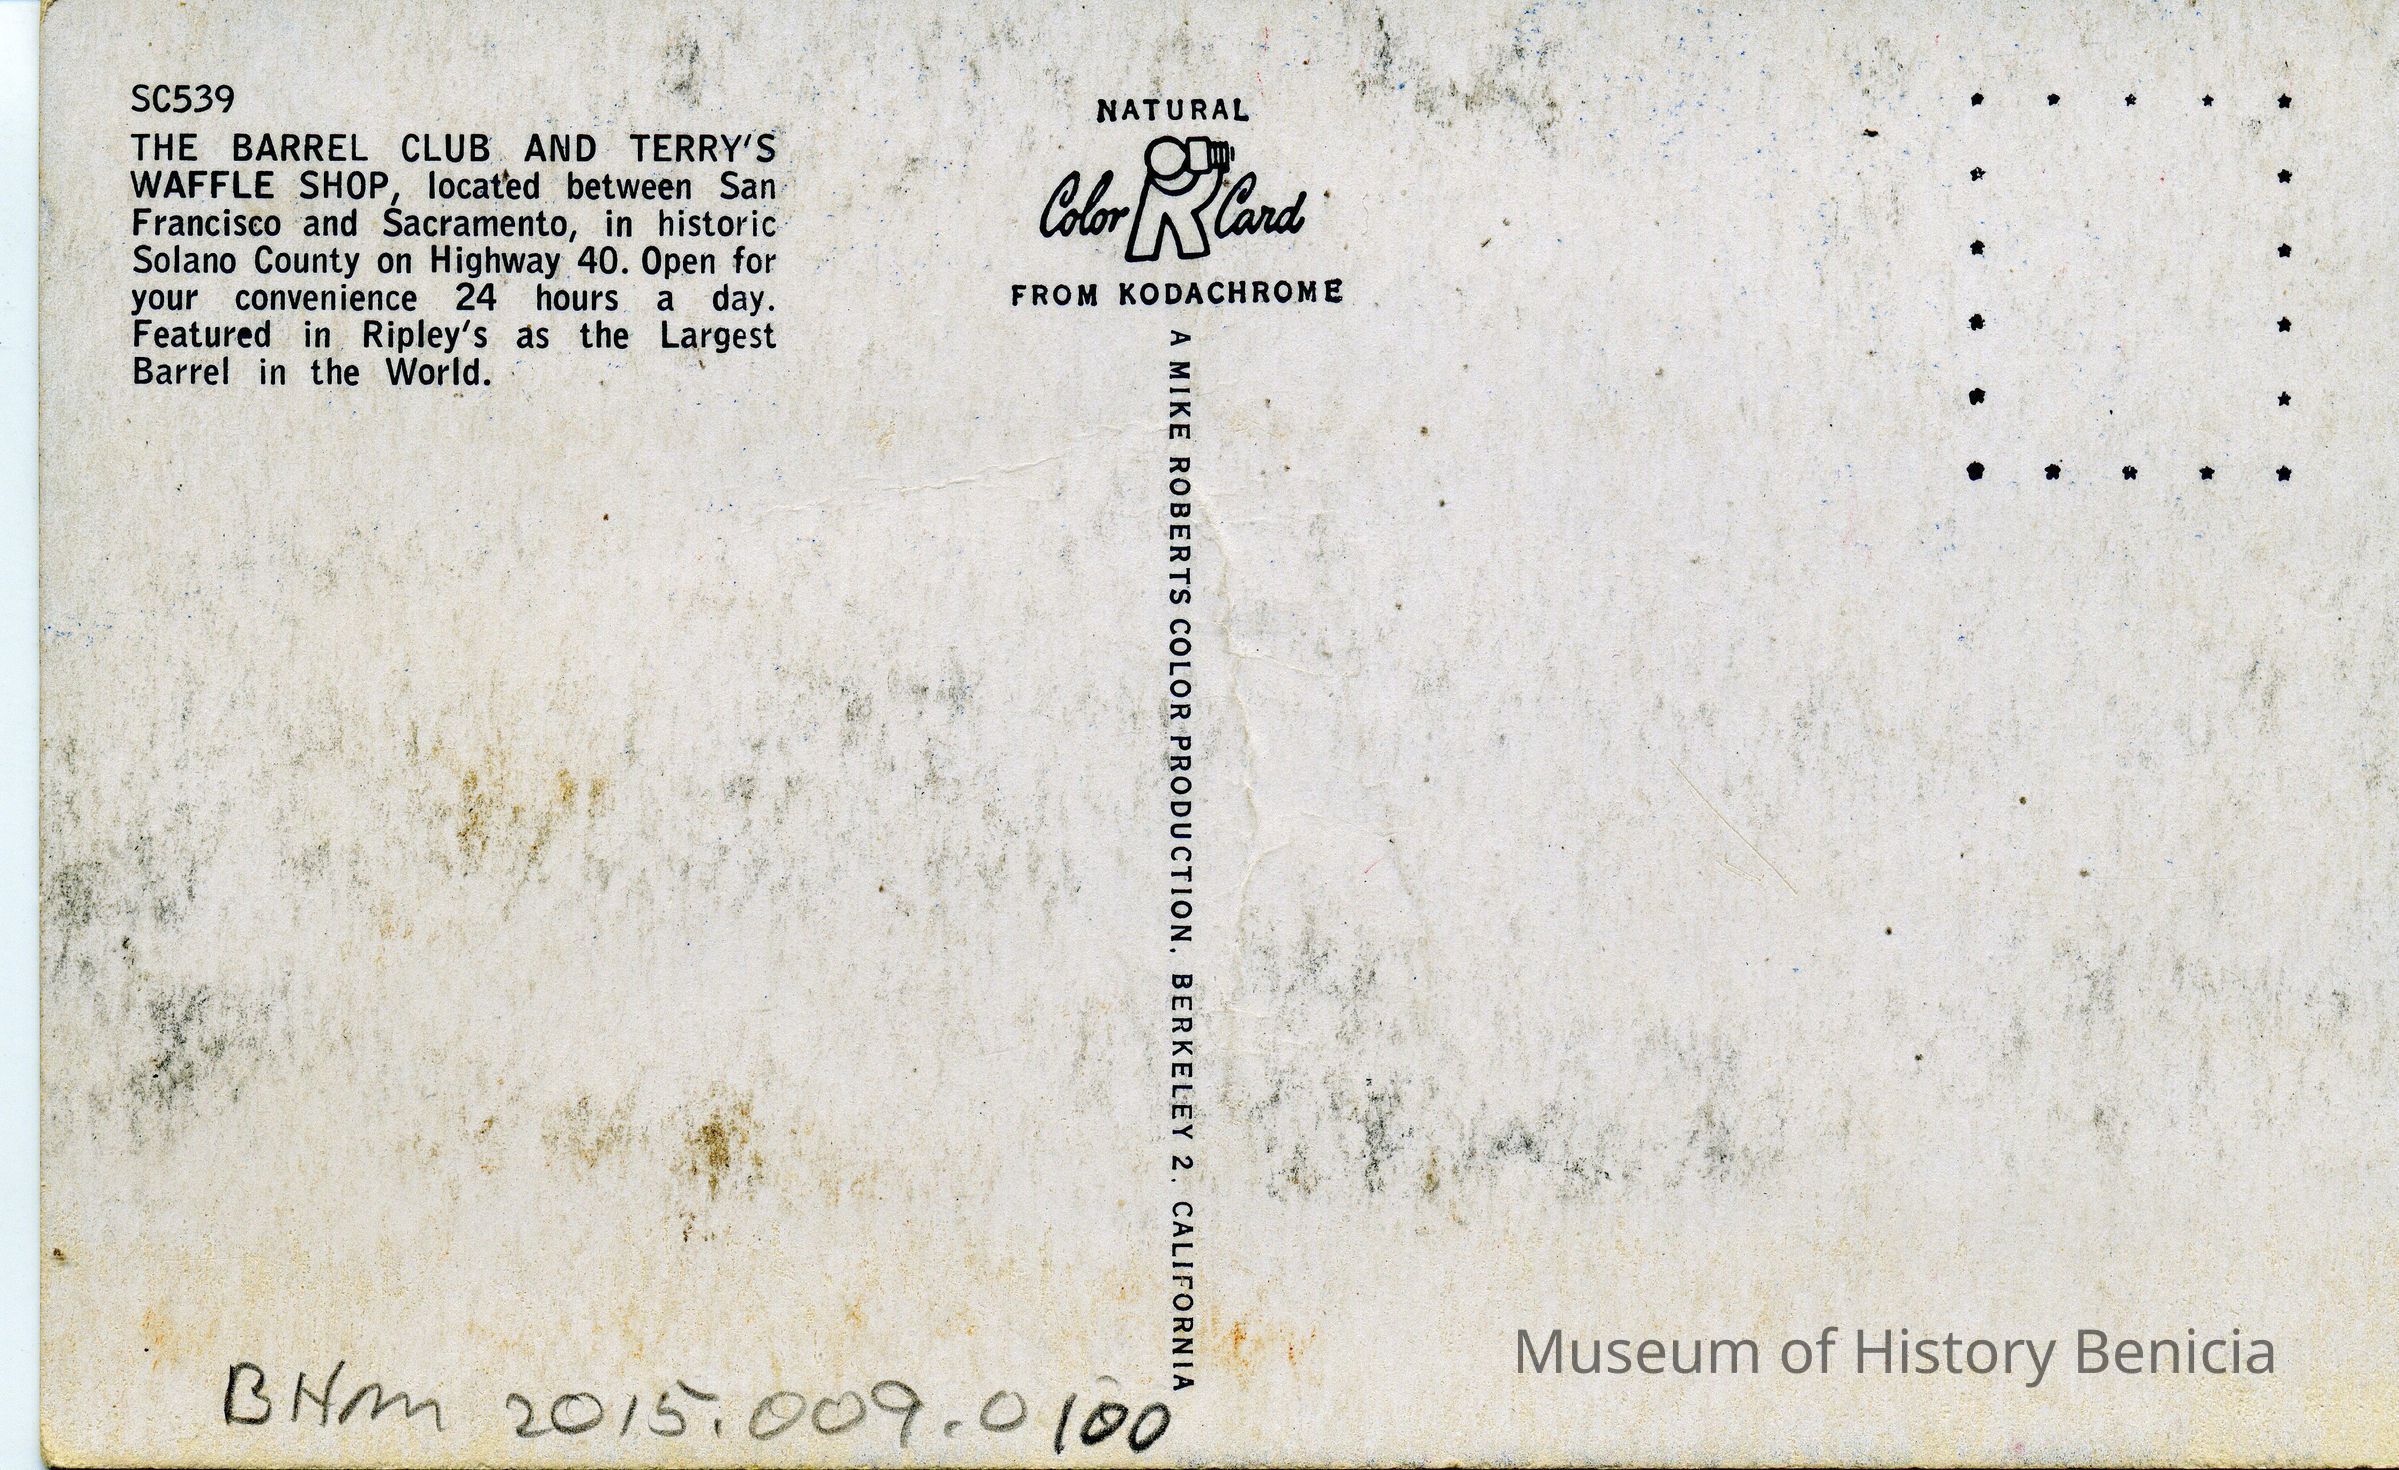 SC539
THE BARREL CLUB AND TERRY'S
WAFFLE SHOP, located between San
Francisco and Sacramento, in historic
Solano County on Highway 40. Open for
your convenience 24 hours a day.
Featured in Ripley's as the Largest
Barrel in the World.
NATURAL
Color R Card
FROM KODACHROME
A MIKE ROBERTS COLOR PRODUCTION. BERKELEY 2. CALIFORNIA
BHM 2015.009.0100
Museum of History Benicia